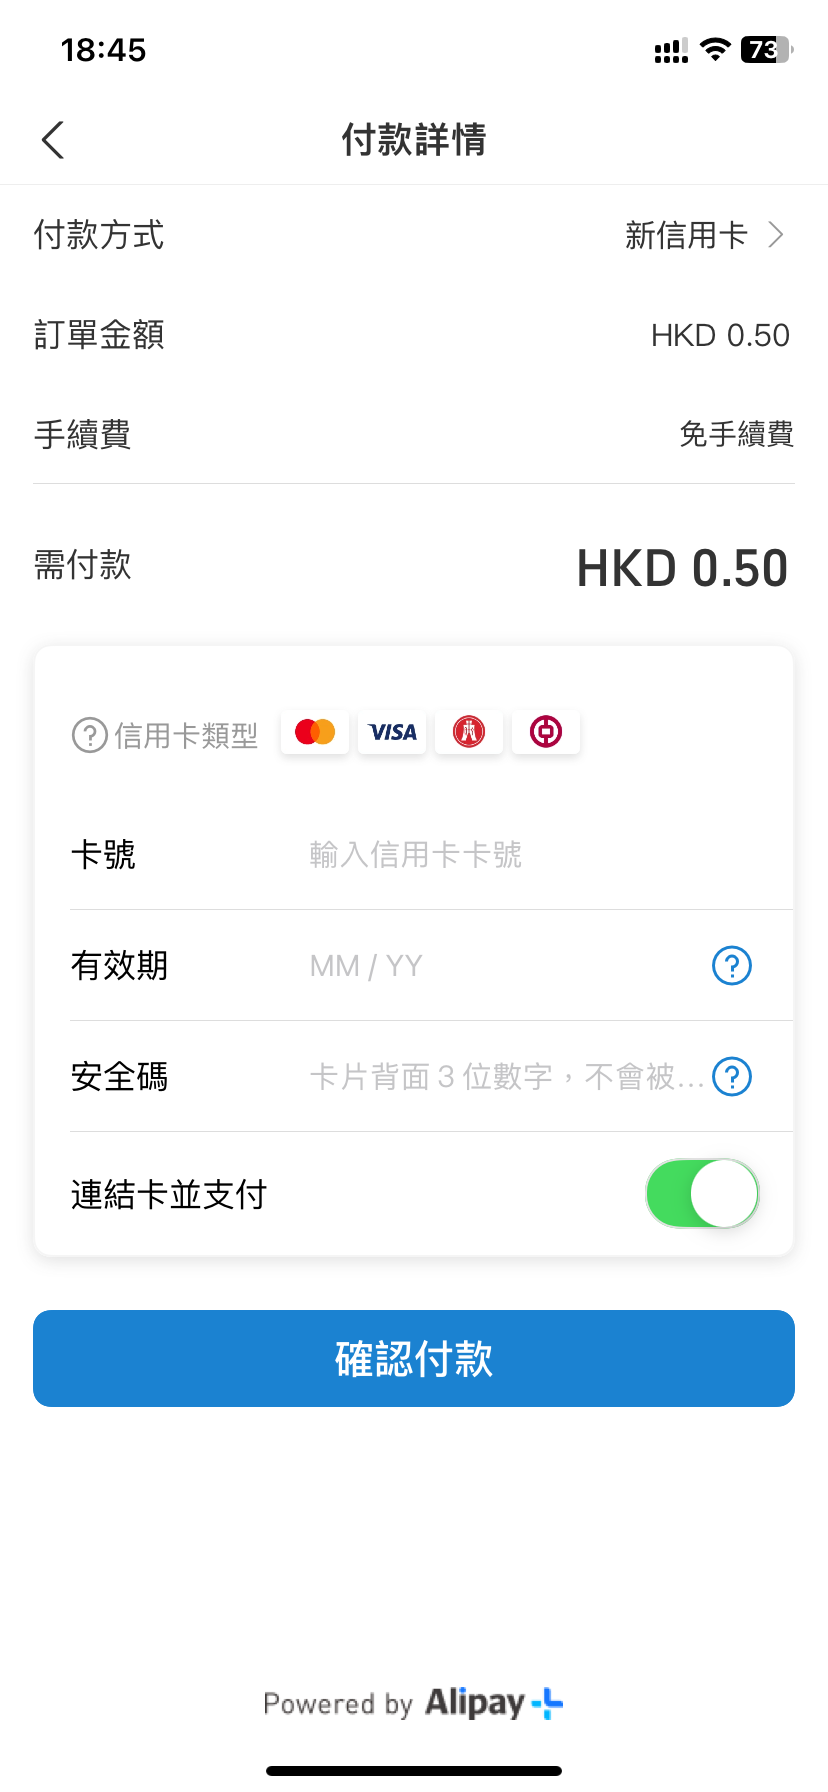 18:45 73
付款詳情
付款方式 新信用卡
訂單金額 HKD 0.50
手續費 免手續費
需付款 HKD 0.50
信用卡類型 VISA
卡號 輸入信用卡卡號
有效期 MM / YY
安全碼 卡片背面 3 位數字，不會被...
連結卡並支付
確認付款
Powered by Alipay+